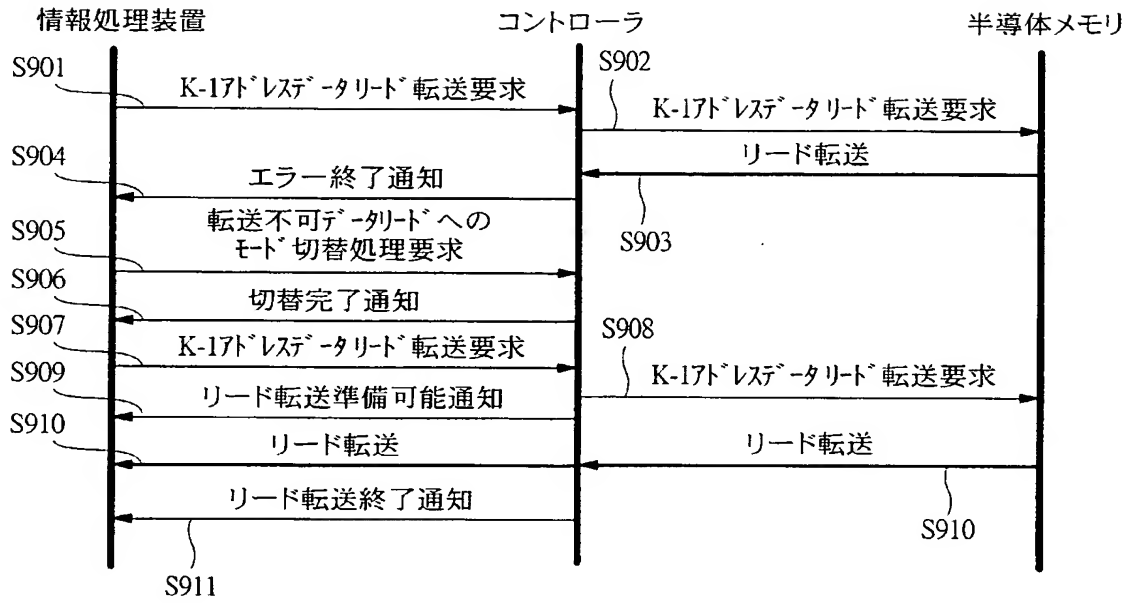 情報処理装置
コントローラ
半導体メモリ
S901
K-1ｱﾄﾞﾚｽﾃﾞｰﾀﾘｰﾄﾞ転送要求
S902
K-1ｱﾄﾞﾚｽﾃﾞｰﾀﾘｰﾄﾞ転送要求
リード転送
S903
S904
エラー終了通知
S905
転送不可ﾃﾞｰﾀﾘｰﾄﾞへの
ﾓｰﾄﾞ切替処理要求
S906
切替完了通知
S907
K-1ｱﾄﾞﾚｽﾃﾞｰﾀﾘｰﾄﾞ転送要求
S908
K-1ｱﾄﾞﾚｽﾃﾞｰﾀﾘｰﾄﾞ転送要求
S909
リード転送準備可能通知
S910
リード転送
リード転送
S910
リード転送終了通知
S911